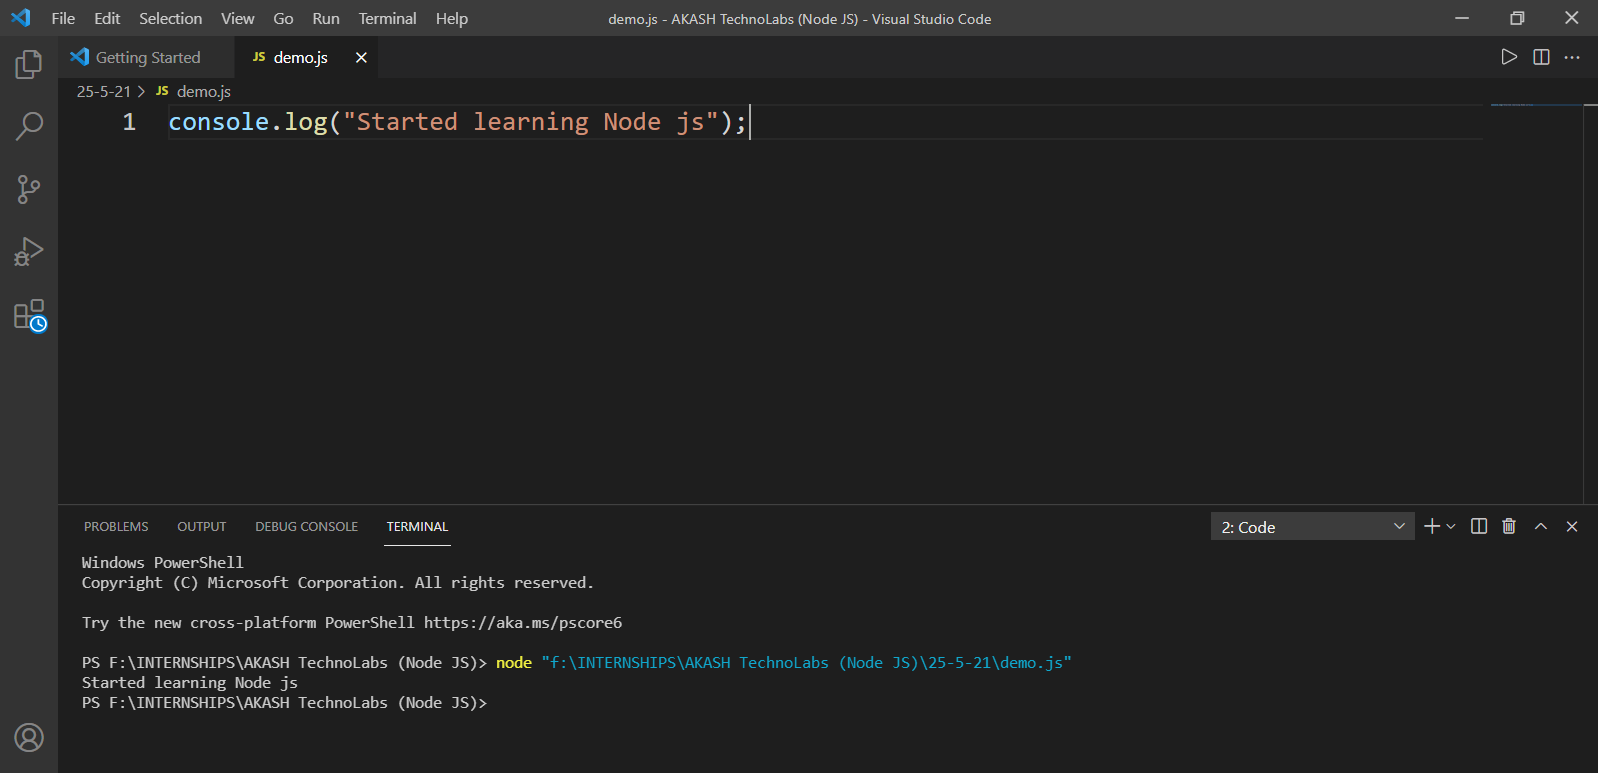 File Edit Selection View Go Run Terminal Help demo.js - AKASH TechnoLabs (Node JS) - Visual Studio Code
Getting Started JS demo.js
25-5-21 > JS demo.js
1 console.log("Started learning Node js");
PROBLEMS OUTPUT DEBUG CONSOLE TERMINAL 2: Code
Windows PowerShell
Copyright (C) Microsoft Corporation. All rights reserved.
Try the new cross-platform PowerShell https://aka.ms/pscore6
PS F:\INTERNSHIPS\AKASH TechnoLabs (Node JS)> node "f:\INTERNSHIPS\AKASH TechnoLabs (Node JS)\25-5-21\demo.js"
Started learning Node js
PS F:\INTERNSHIPS\AKASH TechnoLabs (Node JS)>